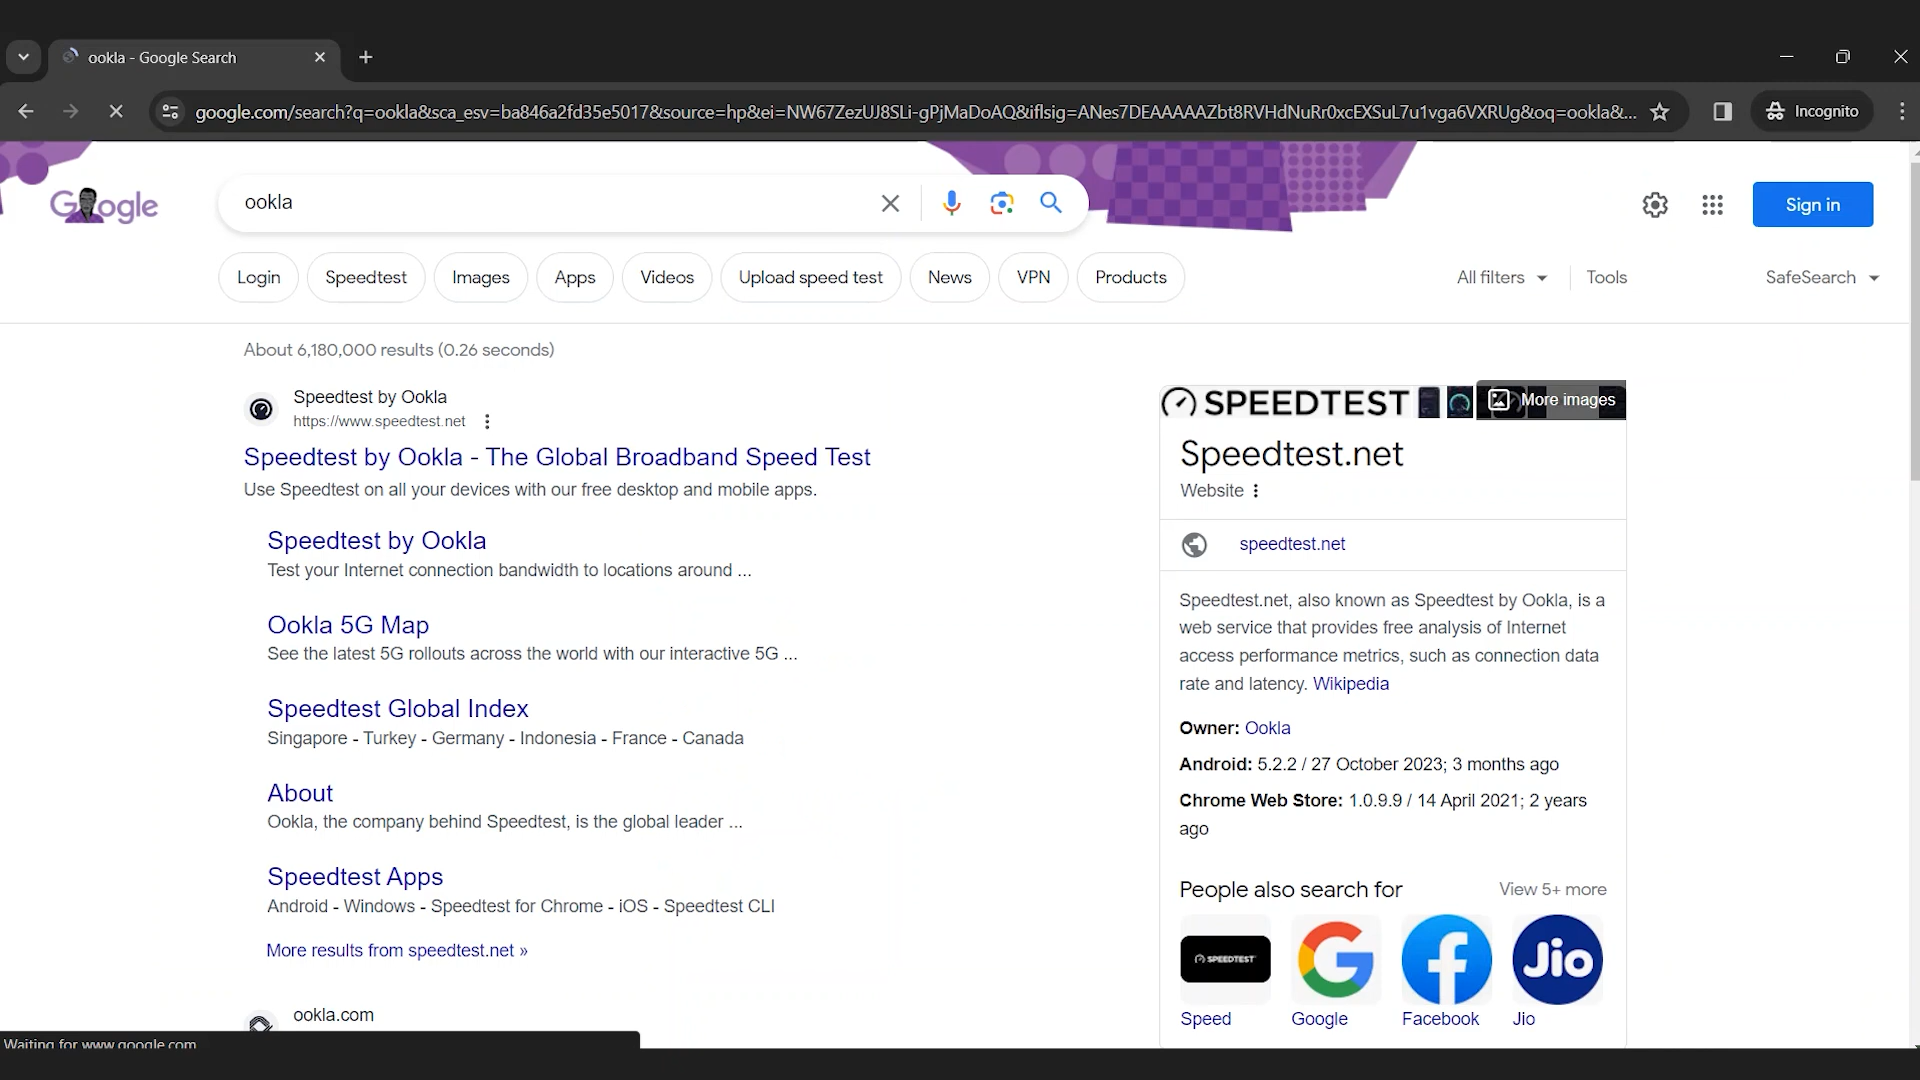 ookla - Google Search
google.com/search?q=ookla&sca_esv=ba846a2fd35e5017&source=hp&ei=NW67ZezUJ8SLi-gPjMaDoAQ&iflsig=ANes7DEAAAAAZbt8RVHdNuRr0xcEXSuL7u1vga6VXRUg&oq=ookla&...
Incognito
Google
ookla
Sign in
Login
Speedtest
Images
Apps
Videos
Upload speed test
News
VPN
Products
All filters
Tools
SafeSearch
About 6,180,000 results (0.26 seconds)
Speedtest by Ookla
https://www.speedtest.net
Speedtest by Ookla - The Global Broadband Speed Test
Use Speedtest on all your devices with our free desktop and mobile apps.
Speedtest by Ookla
Test your Internet connection bandwidth to locations around ...
Ookla 5G Map
See the latest 5G rollouts across the world with our interactive 5G ...
Speedtest Global Index
Singapore - Turkey - Germany - Indonesia - France - Canada
About
Ookla, the company behind Speedtest, is the global leader ...
Speedtest Apps
Android - Windows - Speedtest for Chrome - iOS - Speedtest CLI
More results from speedtest.net »
ookla.com
Waiting for www.google.com
SPEEDTEST
More images
Speedtest.net
Website
speedtest.net
Speedtest.net, also known as Speedtest by Ookla, is a
web service that provides free analysis of Internet
access performance metrics, such as connection data
rate and latency. Wikipedia
Owner: Ookla
Android: 5.2.2 / 27 October 2023; 3 months ago
Chrome Web Store: 1.0.9.9 / 14 April 2021; 2 years
ago
People also search for
View 5+ more
SPEEDTEST
Jio
Speed
Google
Facebook
Jio